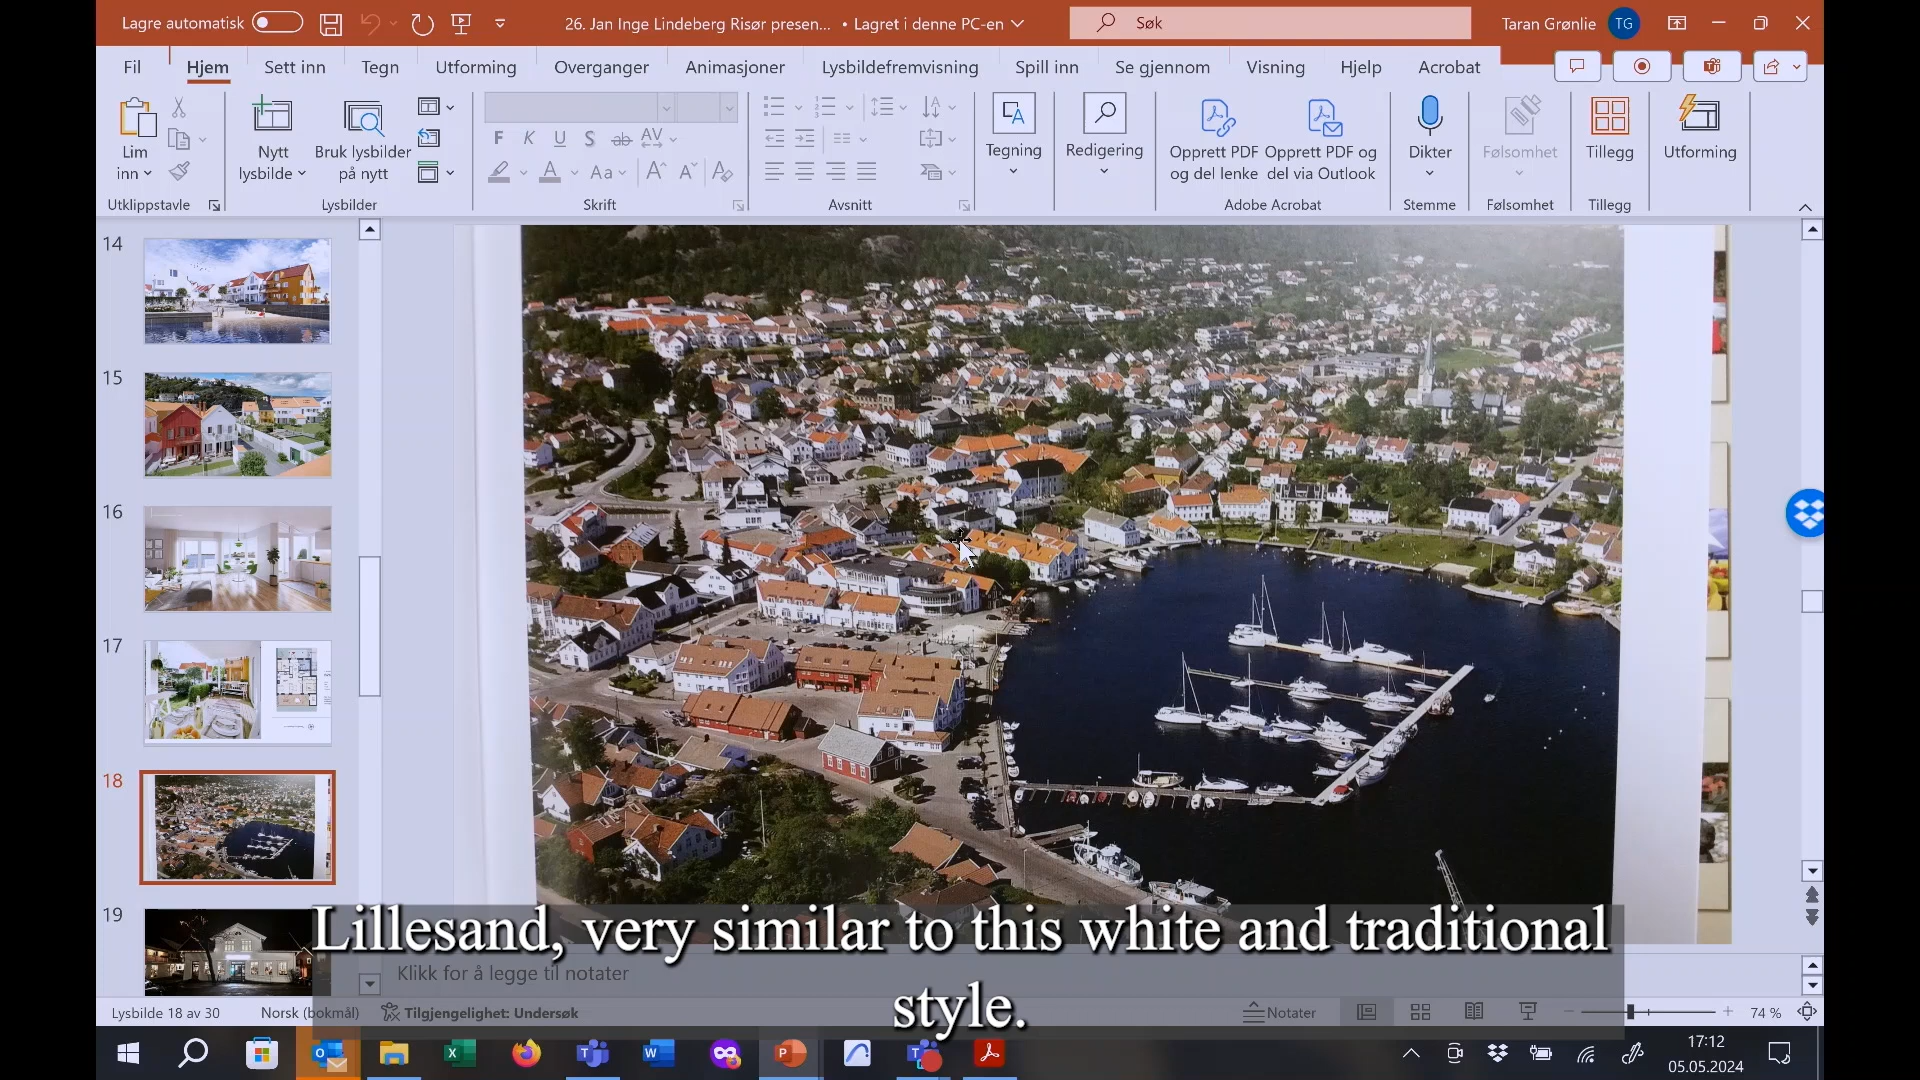 Lagre automatisk
26. Jan Inge Lindeberg Risør presen... • Lagret i denne PC-en
Søk
Taran Grønlie TG
Fil Hjem Sett inn Tegn Utforming Overganger Animasjoner Lysbildefremvisning Spill inn Se gjennom Visning Hjelp Acrobat
Lim inn
Nytt lysbilde
Bruk lysbilder på nytt
F K U S ab AV
Aa A A
Tegning
Redigering
Opprett PDF og del lenke
Opprett PDF og del via Outlook
Dikter
Følsomhet
Tillegg
Utforming
Utklippstavle Lysbilder Skrift Avsnitt Adobe Acrobat Stemme Følsomhet Tillegg
14
15
16
17
18
19
Lillesand, very similar to this white and traditional
style.
Klikk for å legge til notater
Lysbilde 18 av 30 Norsk (bokmål) Tilgjengelighet: Undersøk Notater 74 %
17:12
05.05.2024